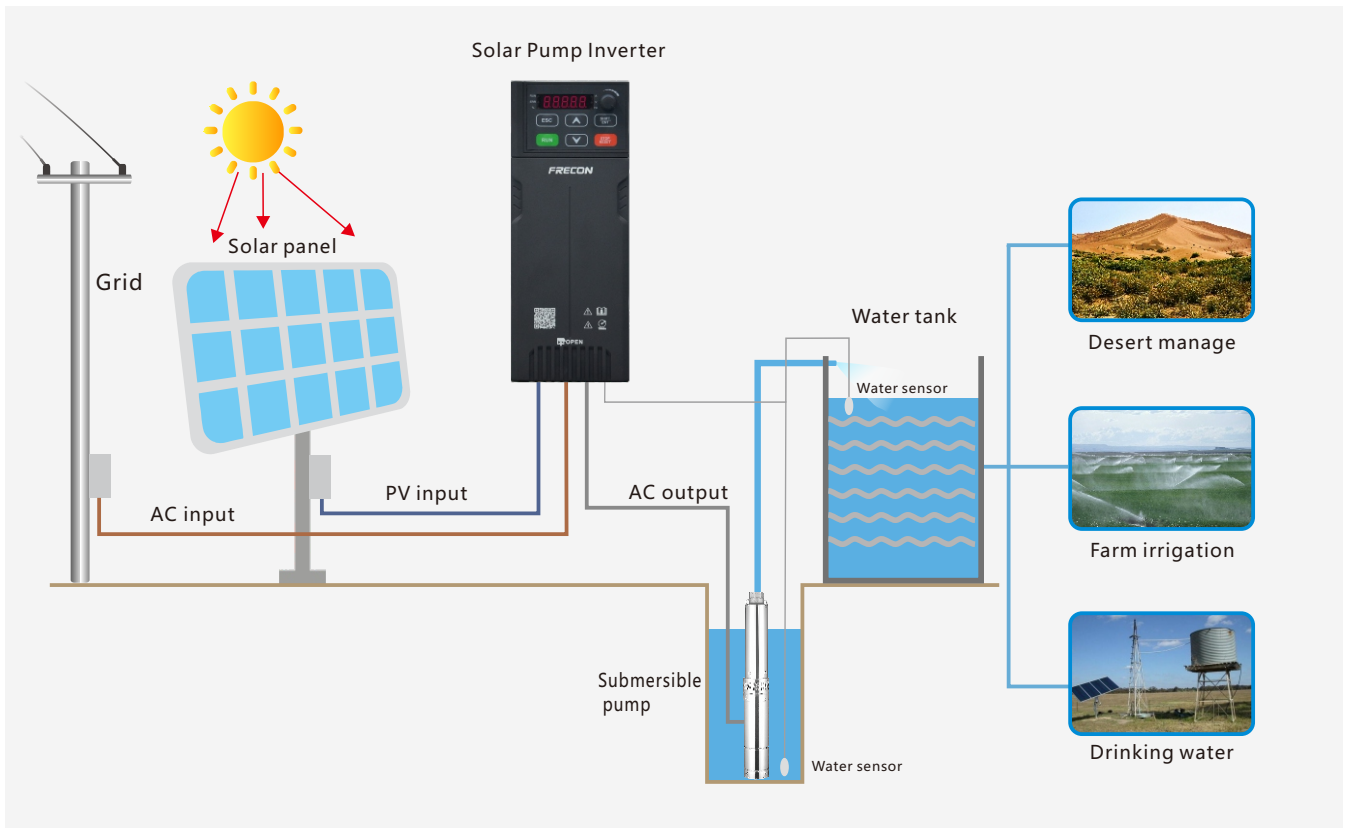 Solar Pump Inverter
88888
ESC
RUN
FRECON
Solar panel
Grid
OPEN
Water tank
Water sensor
Desert manage
PV input
AC output
AC input
Farm irrigation
Submersible
pump
Water sensor
Drinking water